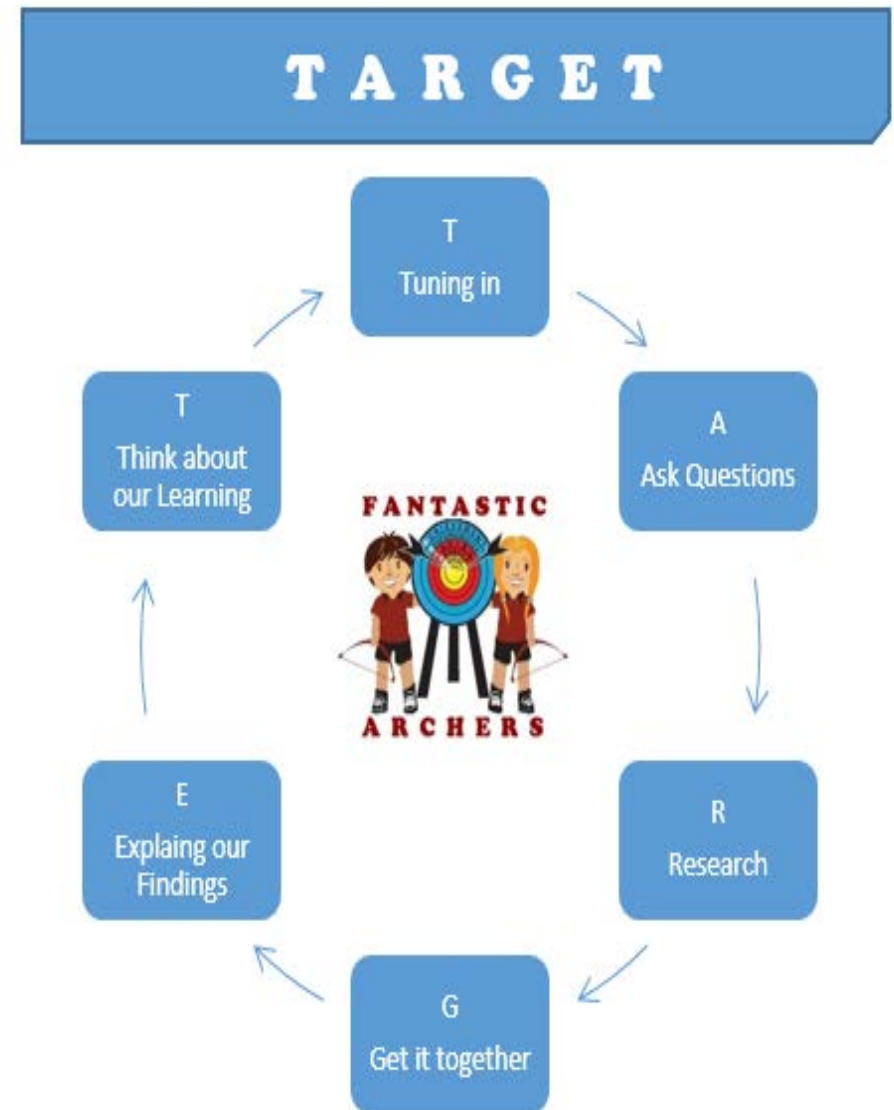 T A R G E T
T
Tuning in
A
Ask Questions
R
Research
G
Get it together
E
Explaing our
Findings
T
Think about
our Learning
FANTASTIC
ARCHERS